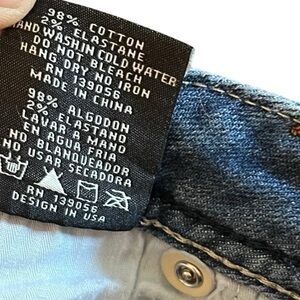 98% COTTON
2% ELASTANE
HAND WASH IN COLD WATER
DO NOT BLEACH
HANG DRY NO IRON
RN 139056
MADE IN CHINA
98% ALGODON
2% ELASTANO
LAVAR A MANO
EN AGUA FRIA
NO BLANQUEADOR
NO USAR SECADORA
RN 139056
DESIGN IN USA